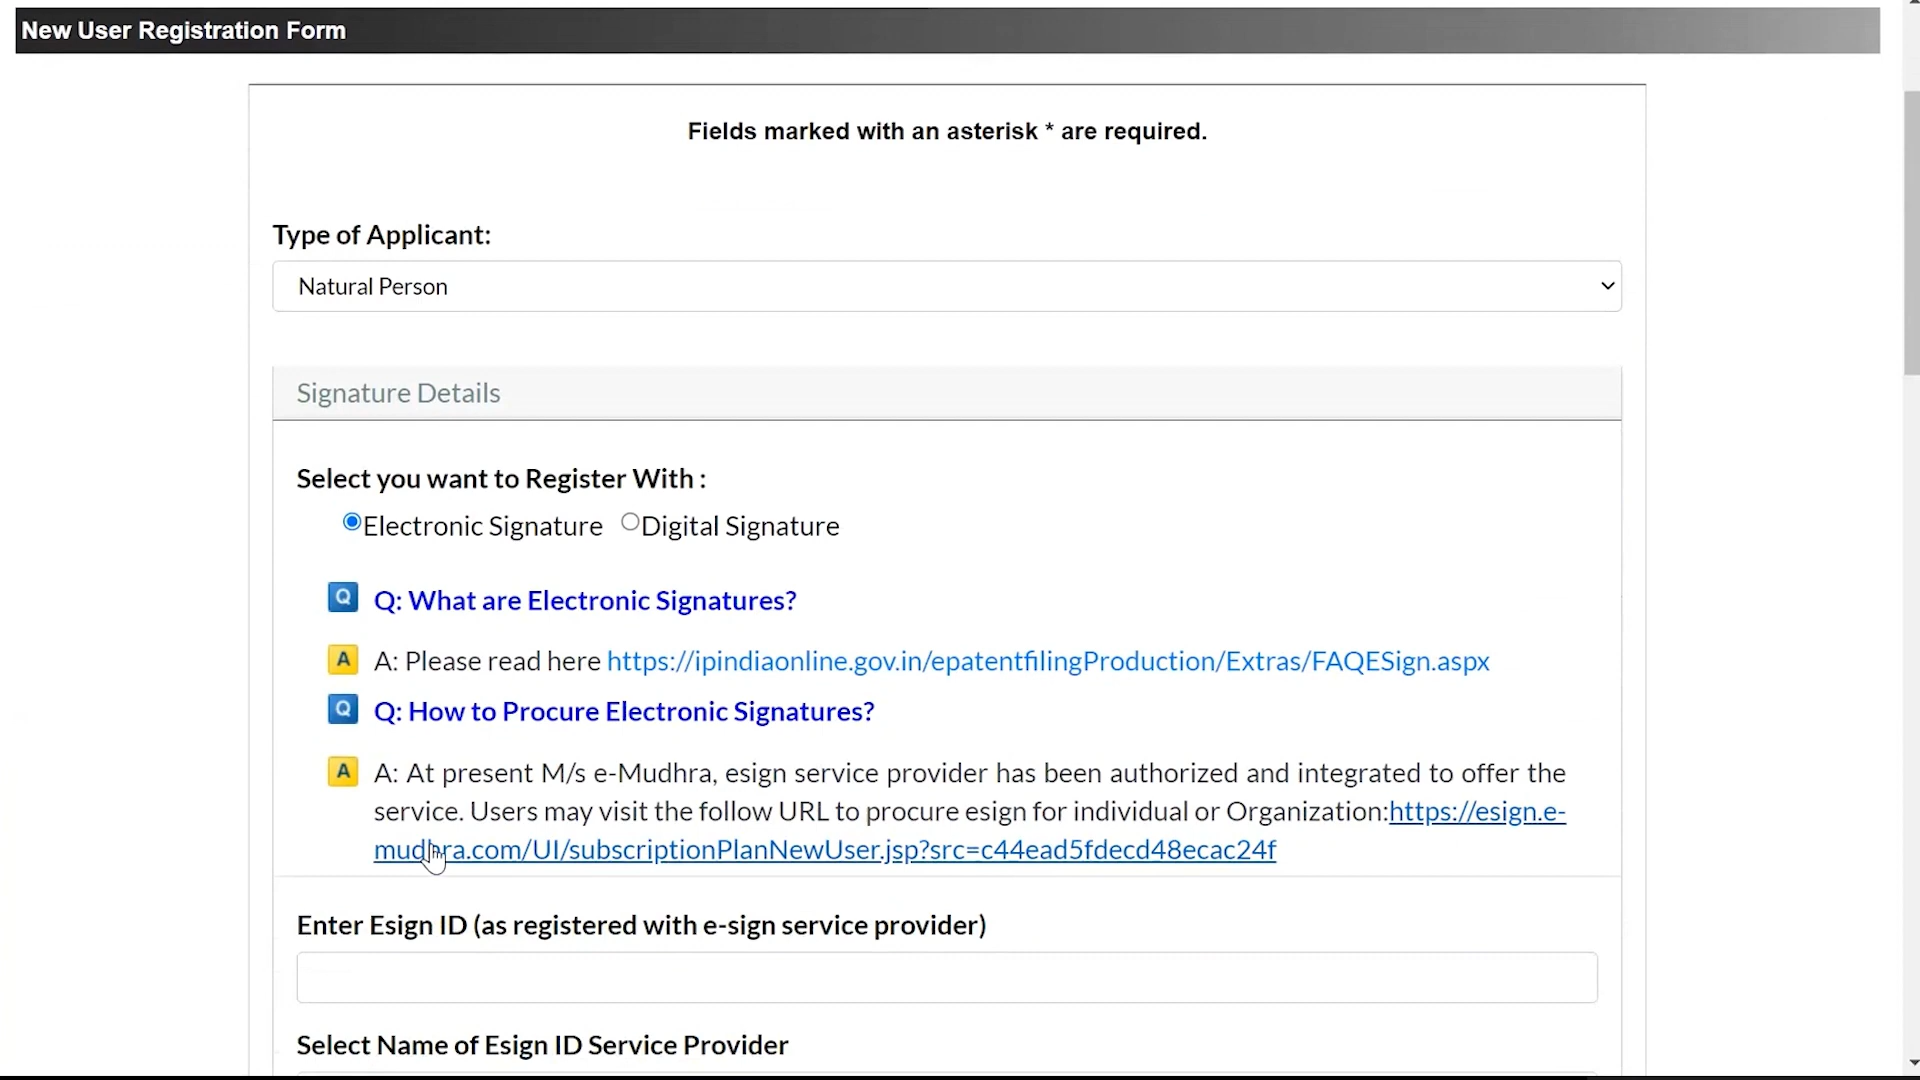 New User Registration Form
Fields marked with an asterisk * are required.
Type of Applicant:
Natural Person
Signature Details
Select you want to Register With :
Electronic Signature Digital Signature
Q Q: What are Electronic Signatures?
A A: Please read here https://ipindiaonline.gov.in/epatentfilingProduction/Extras/FAQESign.aspx
Q Q: How to Procure Electronic Signatures?
A A: At present M/s e-Mudhra, esign service provider has been authorized and integrated to offer the
service. Users may visit the follow URL to procure esign for individual or Organization:https://esign.e-
mudhra.com/UI/subscriptionPlanNewUser.jsp?src=c44ead5fdecd48ecac24f
Enter Esign ID (as registered with e-sign service provider)
Select Name of Esign ID Service Provider